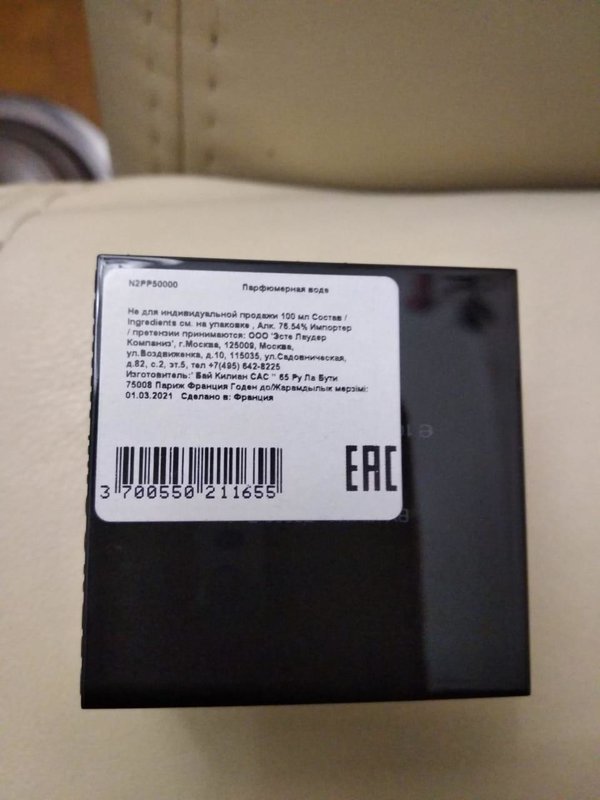 N2PP50000
Парфюмерная вода
Не для индивидуальной продажи 100 мл Состав /
Ingredients см. на упаковке , Алк. 76.54% Импортер
/ претензии принимаются: ООО 'Эсте Лаудер
Компаниз', г.Москва, 125009, Москва,
ул.Воздвиженка, д.10, 115035, ул.Садовническая,
д.82, с.2, эт.5, тел +7(495) 642-8225
Изготовитель:' Бай Килиан САС " 65 Ру Ла Бути
75008 Париж Франция Годен до/Жарамдылық мерзімі:
01.03.2021 Сделано в: Франция
3 700550 211655
EAC